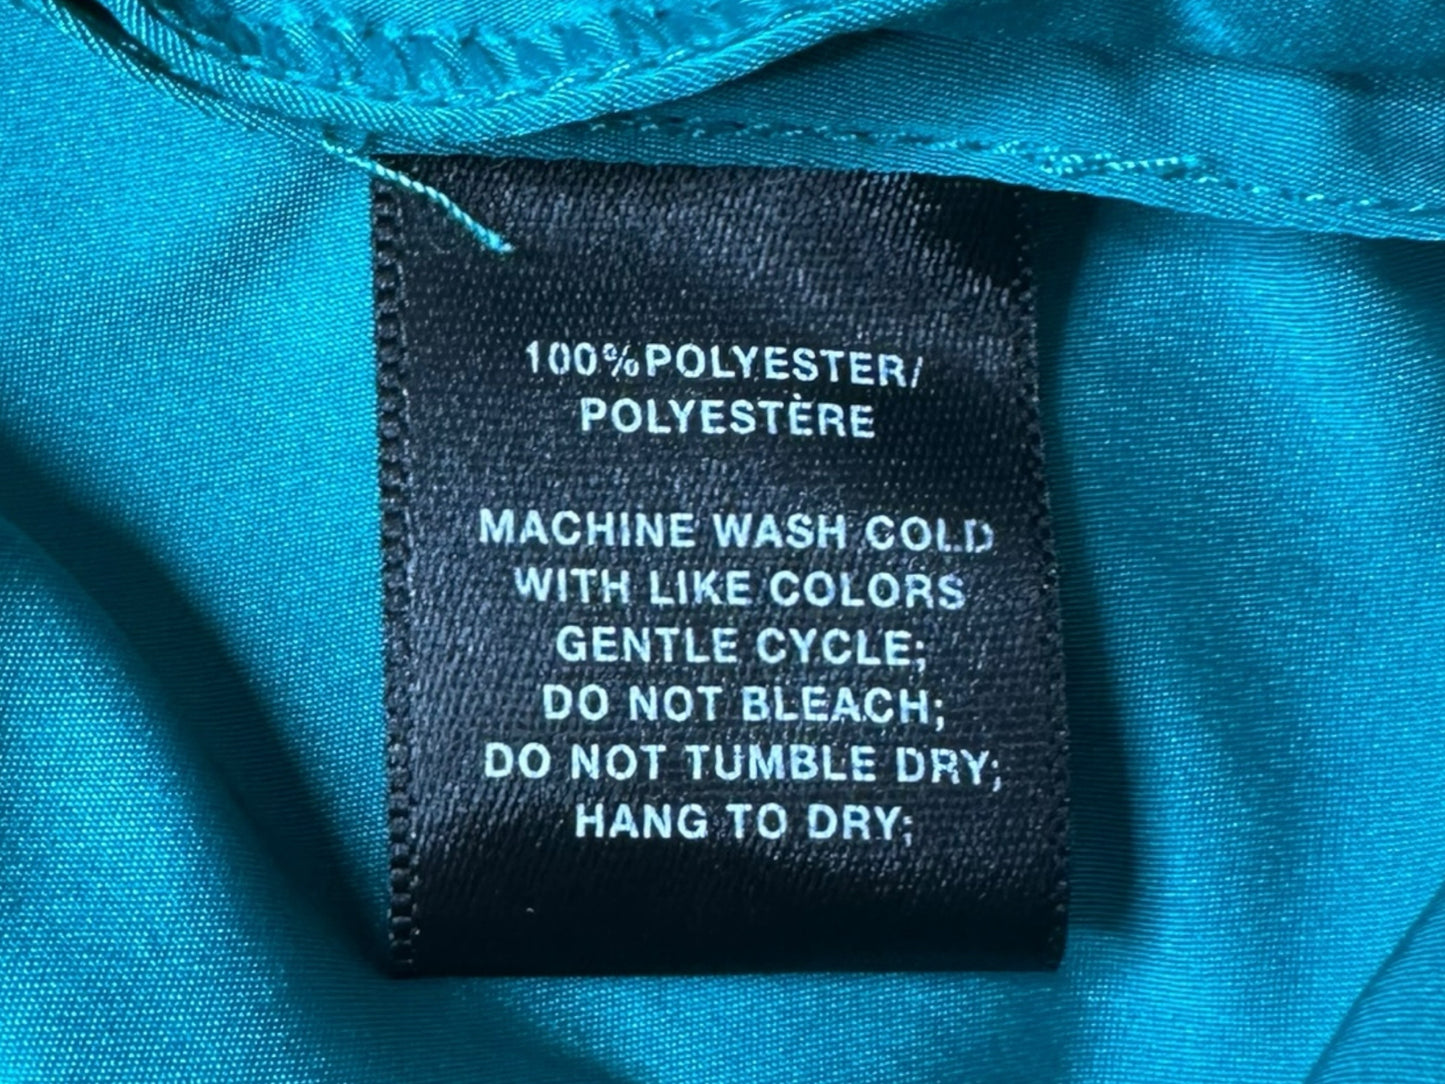 100%POLYESTER/
POLYESTÈRE
MACHINE WASH COLD
WITH LIKE COLORS
GENTLE CYCLE;
DO NOT BLEACH;
DO NOT TUMBLE DRY;
HANG TO DRY;